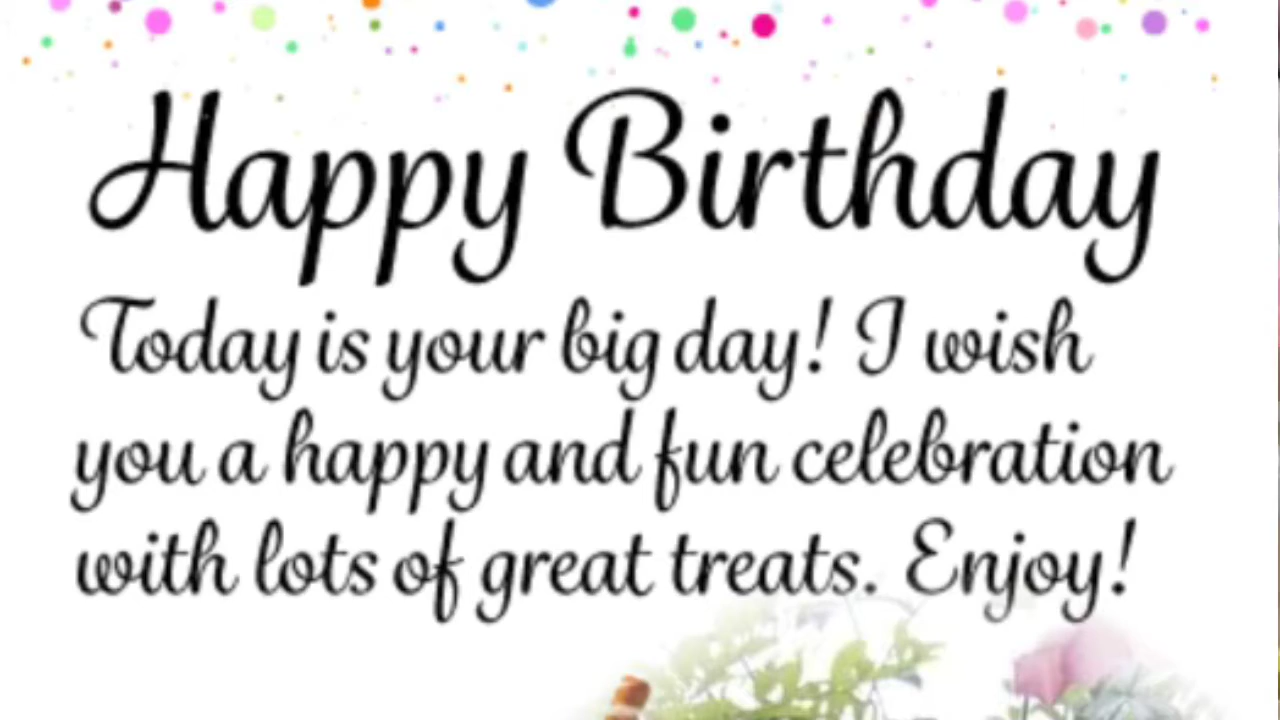 Happy Birthday
Today is your big day! I wish
you a happy and fun celebration
with lots of great treats. Enjoy!